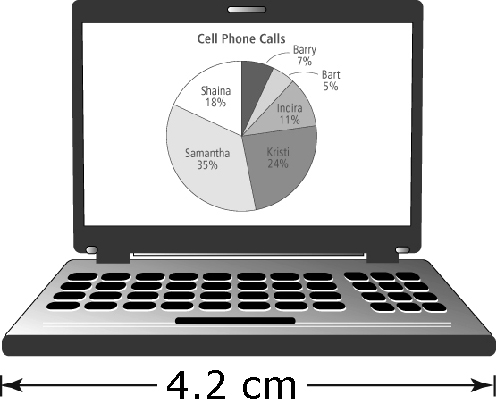 Cell Phone Calls
Barry
7%
Bart
5%
Incira
11%
Kristi
24%
Samantha
35%
Shaina
18%
4.2 cm